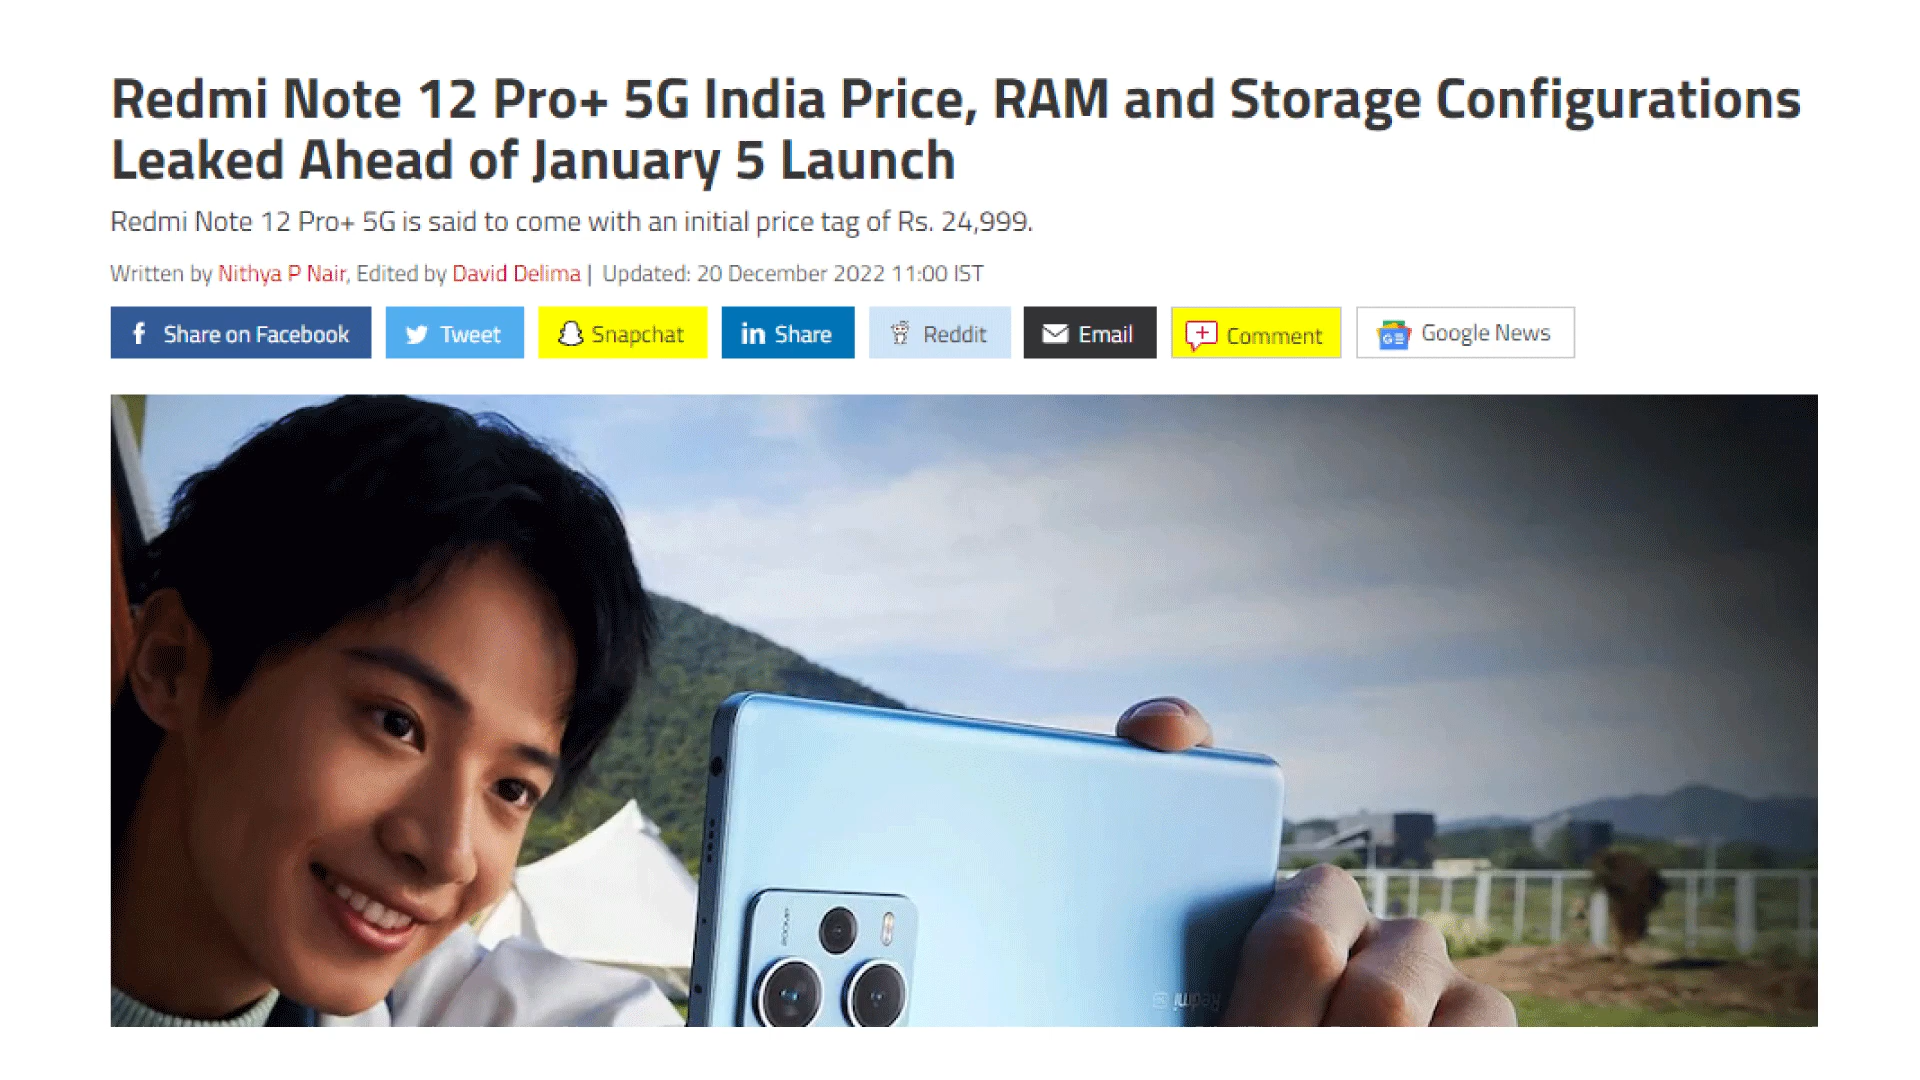 Redmi Note 12 Pro+ 5G India Price, RAM and Storage Configurations
Leaked Ahead of January 5 Launch
Redmi Note 12 Pro+ 5G is said to come with an initial price tag of Rs. 24,999.
Written by Nithya P Nair, Edited by David Delima | Updated: 20 December 2022 11:00 IST
Share on Facebook Tweet Snapchat in Share Reddit Email Comment Google News
Redmi